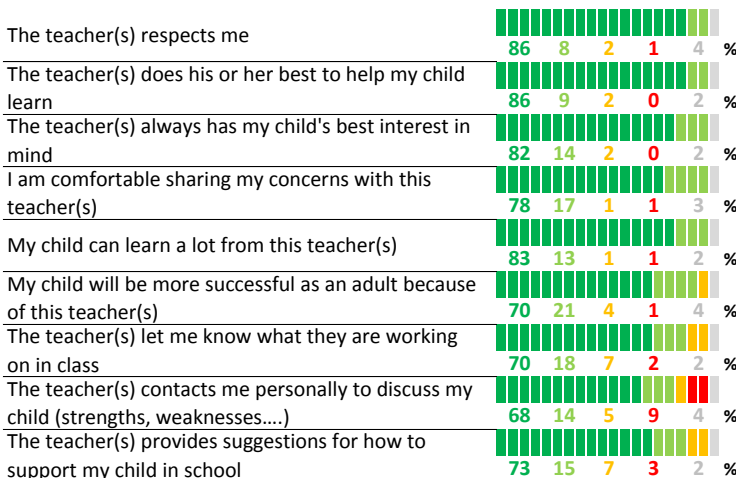 The teacher(s) respects me
86 8 2 1 4 %
The teacher(s) does his or her best to help my child
learn
86 9 2 0 2 %
The teacher(s) always has my child's best interest in
mind
82 14 2 0 2 %
I am comfortable sharing my concerns with this
teacher(s)
78 17 1 1 3 %
My child can learn a lot from this teacher(s)
83 13 1 1 2 %
My child will be more successful as an adult because
of this teacher(s)
70 21 4 1 4 %
The teacher(s) let me know what they are working
on in class
70 18 7 2 2 %
The teacher(s) contacts me personally to discuss my
child (strengths, weaknesses....)
68 14 5 9 4 %
The teacher(s) provides suggestions for how to
support my child in school
73 15 7 3 2 %